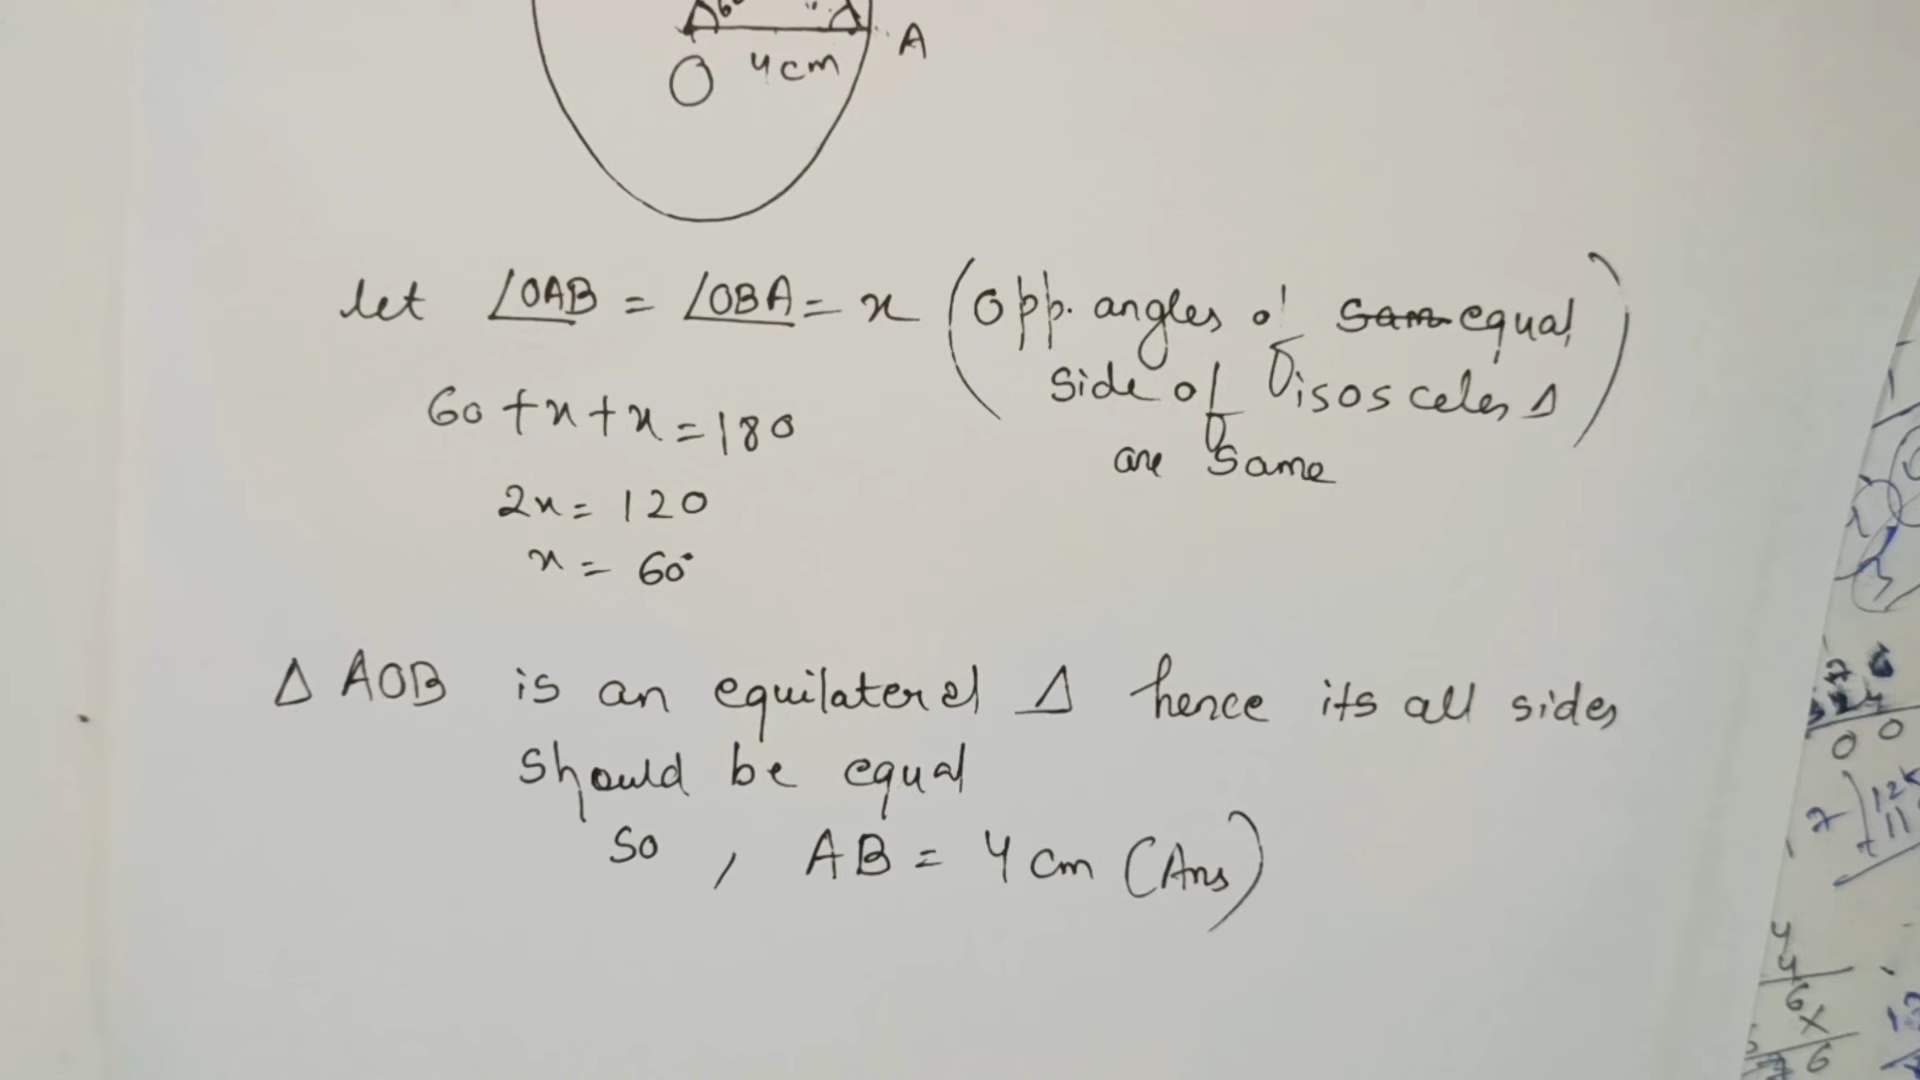 A
4cm
O
let ∠OAB = ∠OBA = x (opp. angles of equal
side of isosceles Δ
are same)
60 + x + x = 180
2x = 120
x = 60°
Δ AOB is an equilateral Δ hence its all sides
should be equal
So, AB = 4 cm (Ans)